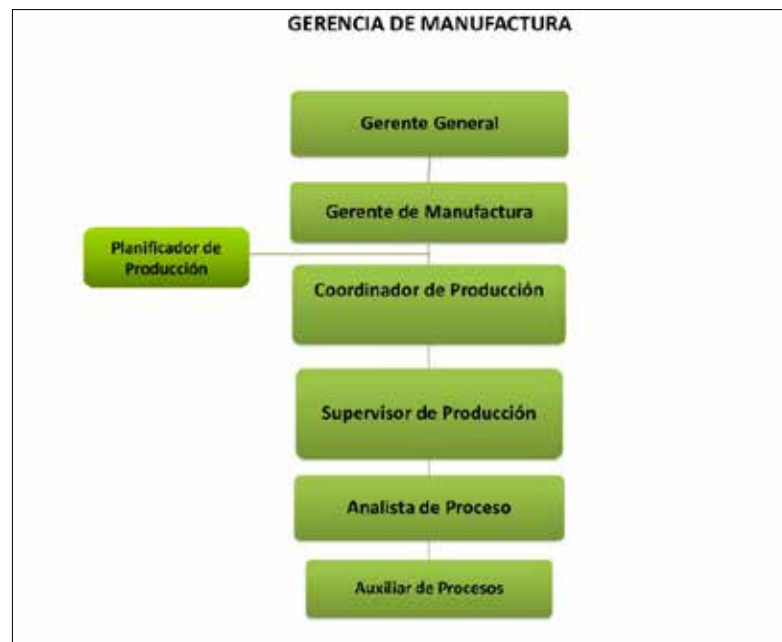 GERENCIA DE MANUFACTURA
Gerente General
Gerente de Manufactura
Planificador de
Producción
Coordinador de Producción
Supervisor de Producción
Analista de Proceso
Auxiliar de Procesos